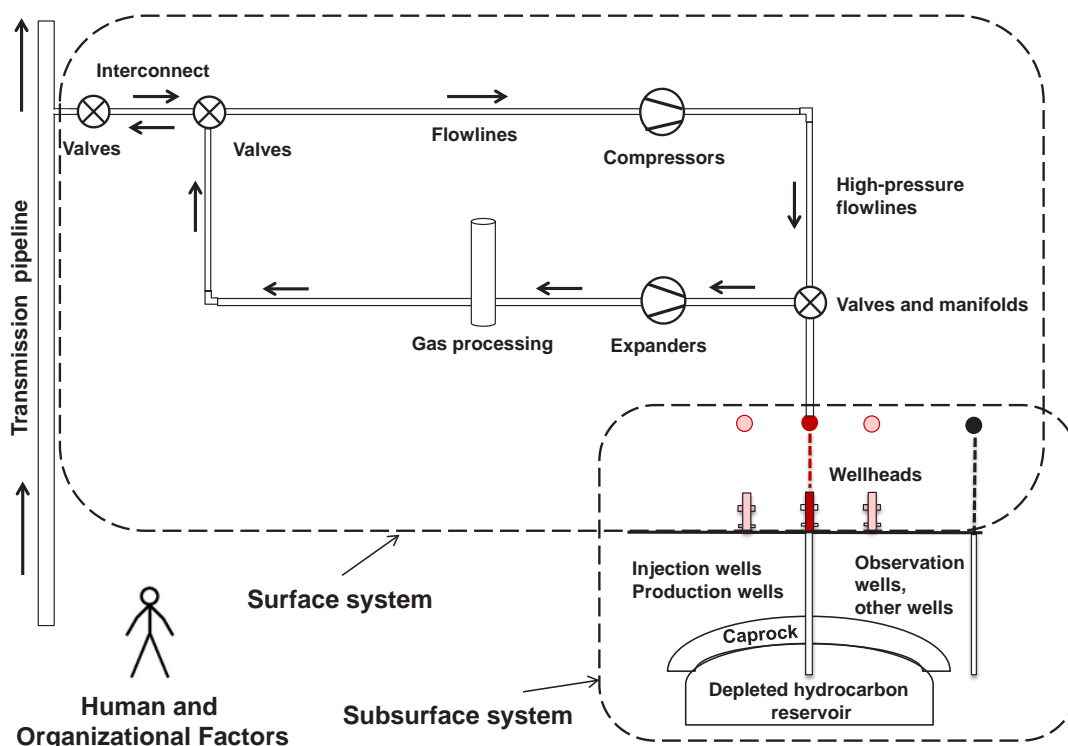 Interconnect
Valves
Valves
Flowlines
Compressors
High-pressure
flowlines
Transmission pipeline
Gas processing
Expanders
Valves and manifolds
Wellheads
Injection wells
Production wells
Observation
wells,
other wells
Caprock
Depleted hydrocarbon
reservoir
Surface system
Subsurface system
Human and
Organizational Factors